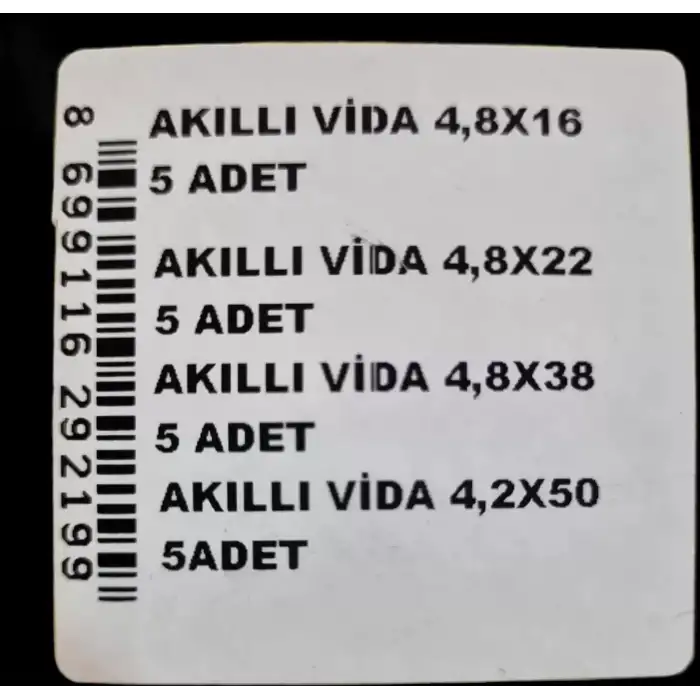 AKILLI VİDA 4,8X16
5 ADET
AKILLI VİDA 4,8X22
5 ADET
AKILLI VİDA 4,8X38
5 ADET
AKILLI VİDA 4,2X50
5ADET
8 699116 292199